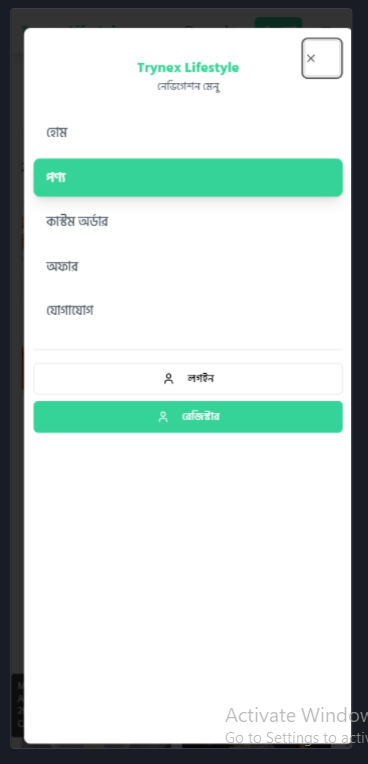 Trynex Lifestyle
নেভিগেশন মেনু
হোম
পণ্য
কাস্টম অর্ডার
অফার
যোগাযোগ
লগইন
রেজিস্টার
Activate Window
Go to Settings to activ